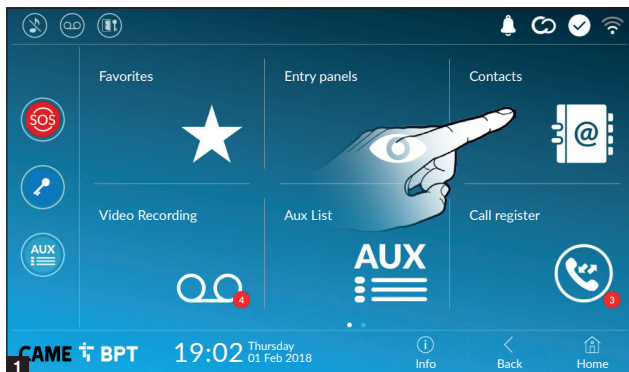 Favorites
Entry panels
Contacts
SOS
@
Video Recording
Aux List
Call register
AUX
AUX
4
3
CAME BPT
19:02
Thursday
01 Feb 2018
i
Info
Back
Home
1